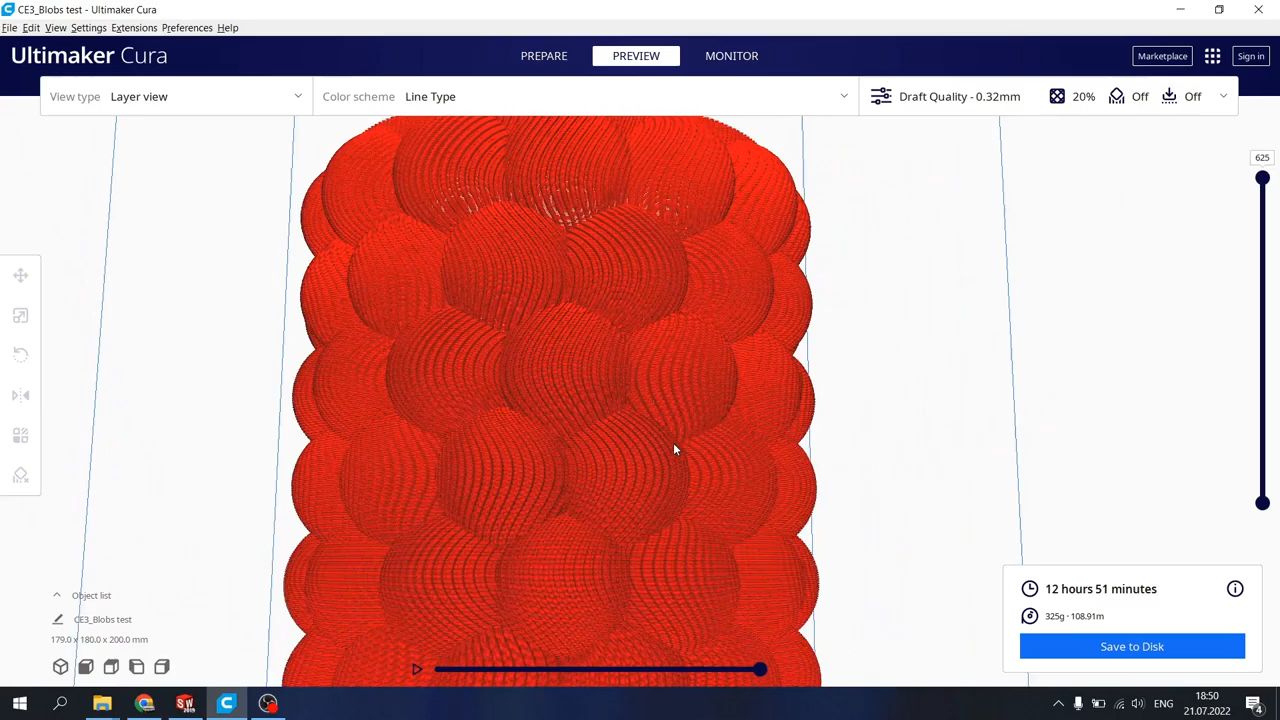 CE3_Blobs test - Ultimaker Cura
File Edit View Settings Extensions Preferences Help
Ultimaker Cura
PREPARE
PREVIEW
MONITOR
Marketplace
Sign in
View type Layer view
Color scheme Line Type
Draft Quality - 0.32mm
20%
Off
Off
625
Object list
CE3_Blobs test
179.0 x 180.0 x 200.0 mm
12 hours 51 minutes
325g · 108.91m
Save to Disk
SW
2019
ENG
18:50
21.07.2022
4